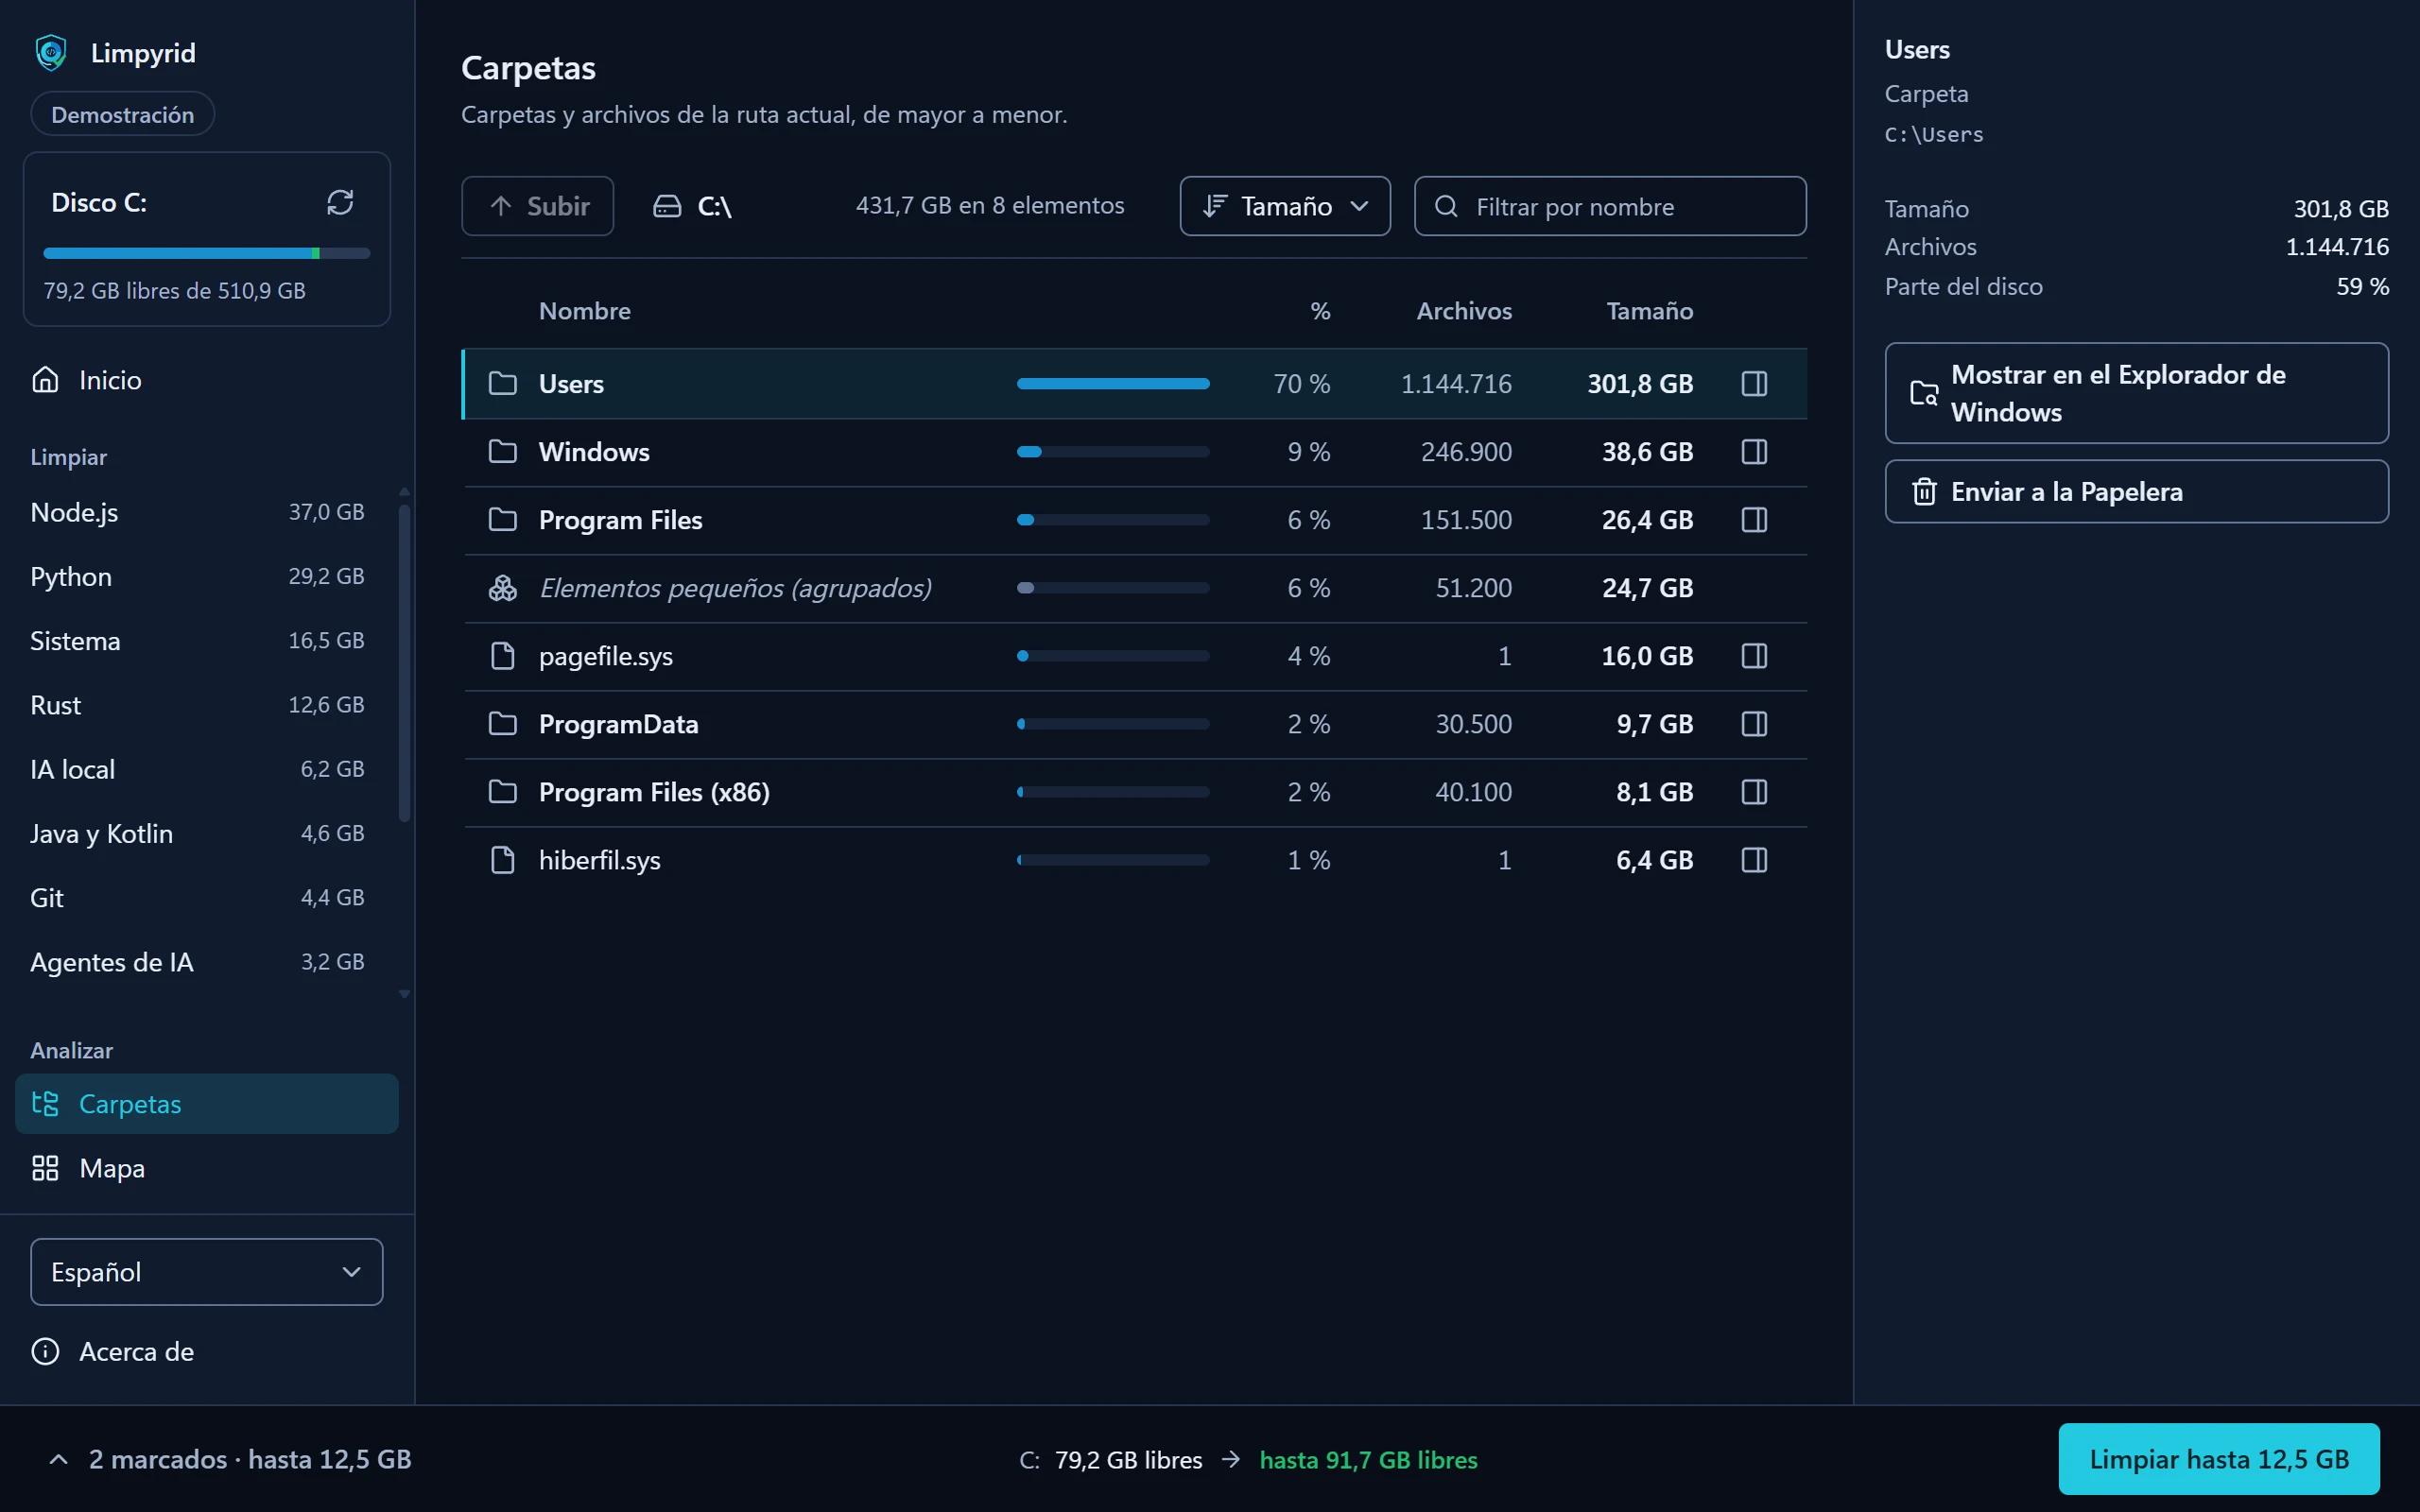 Limpyrid
Demostración
Disco C:
79,2 GB libres de 510,9 GB
Inicio
Limpiar
Node.js 37,0 GB
Python 29,2 GB
Sistema 16,5 GB
Rust 12,6 GB
IA local 6,2 GB
Java y Kotlin 4,6 GB
Git 4,4 GB
Agentes de IA 3,2 GB
Analizar
Carpetas
Mapa
Español
Acerca de
Carpetas
Carpetas y archivos de la ruta actual, de mayor a menor.
Subir C:\ 431,7 GB en 8 elementos Tamaño Filtrar por nombre
Nombre % Archivos Tamaño
Users 70 % 1.144.716 301,8 GB
Windows 9 % 246.900 38,6 GB
Program Files 6 % 151.500 26,4 GB
Elementos pequeños (agrupados) 6 % 51.200 24,7 GB
pagefile.sys 4 % 1 16,0 GB
ProgramData 2 % 30.500 9,7 GB
Program Files (x86) 2 % 40.100 8,1 GB
hiberfil.sys 1 % 1 6,4 GB
Users
Carpeta
C:\Users
Tamaño 301,8 GB
Archivos 1.144.716
Parte del disco 59 %
Mostrar en el Explorador de
Windows
Enviar a la Papelera
2 marcados · hasta 12,5 GB
C: 79,2 GB libres → hasta 91,7 GB libres
Limpiar hasta 12,5 GB